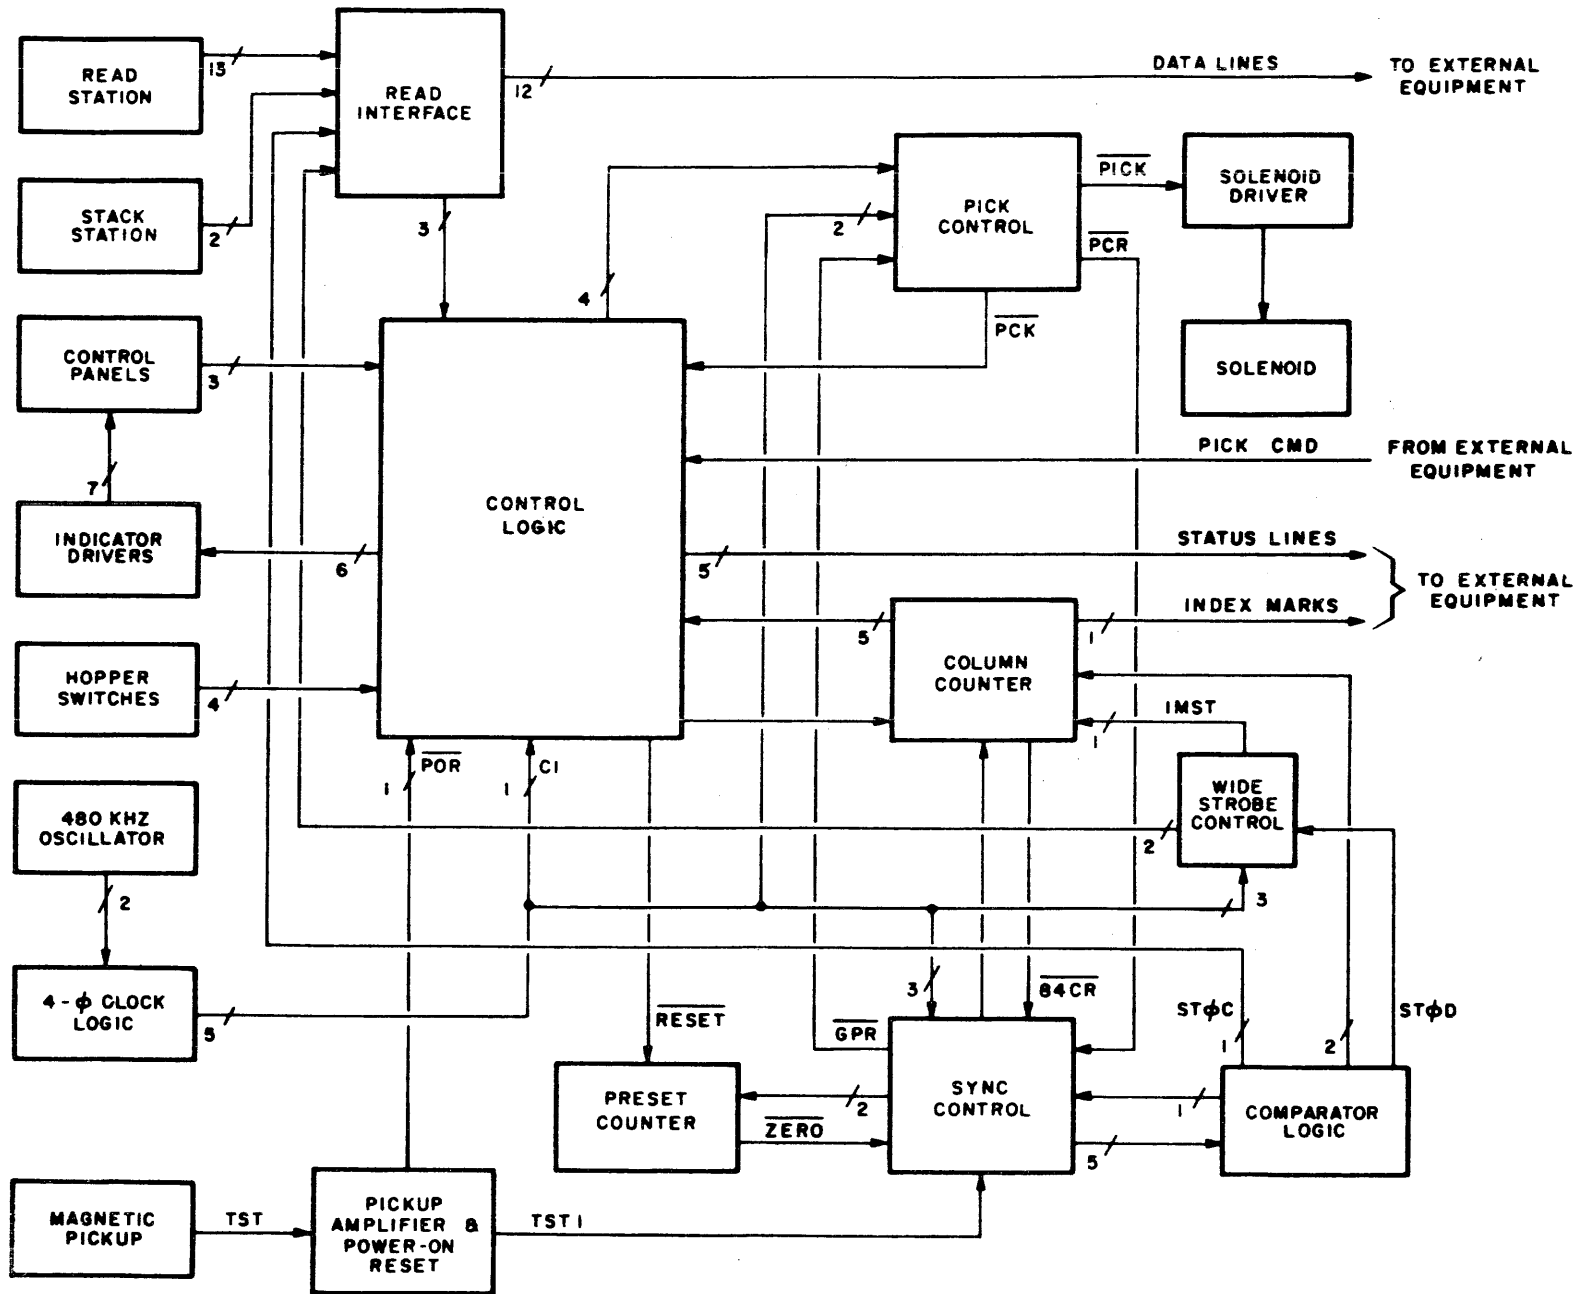 READ
STATION
13
READ
INTERFACE
12
DATA LINES
TO EXTERNAL
EQUIPMENT
STACK
STATION
2
3
4
2
PICK
CONTROL
PICK
PCR
PCK
SOLENOID
DRIVER
SOLENOID
CONTROL
PANELS
3
7
INDICATOR
DRIVERS
6
CONTROL
LOGIC
PICK CMD
FROM EXTERNAL
EQUIPMENT
5
STATUS LINES
INDEX MARKS
TO EXTERNAL
EQUIPMENT
5
1
COLUMN
COUNTER
HOPPER
SWITCHES
4
IMST
1
POR
1
C1
1
WIDE
STROBE
CONTROL
2
3
480 KHZ
OSCILLATOR
2
4-ϕ CLOCK
LOGIC
5
RESET
3
84CR
GPR
STϕC
1
2
STϕD
PRESET
COUNTER
2
ZERO
SYNC
CONTROL
1
5
COMPARATOR
LOGIC
MAGNETIC
PICKUP
TST
PICKUP
AMPLIFIER &
POWER-ON
RESET
TST1